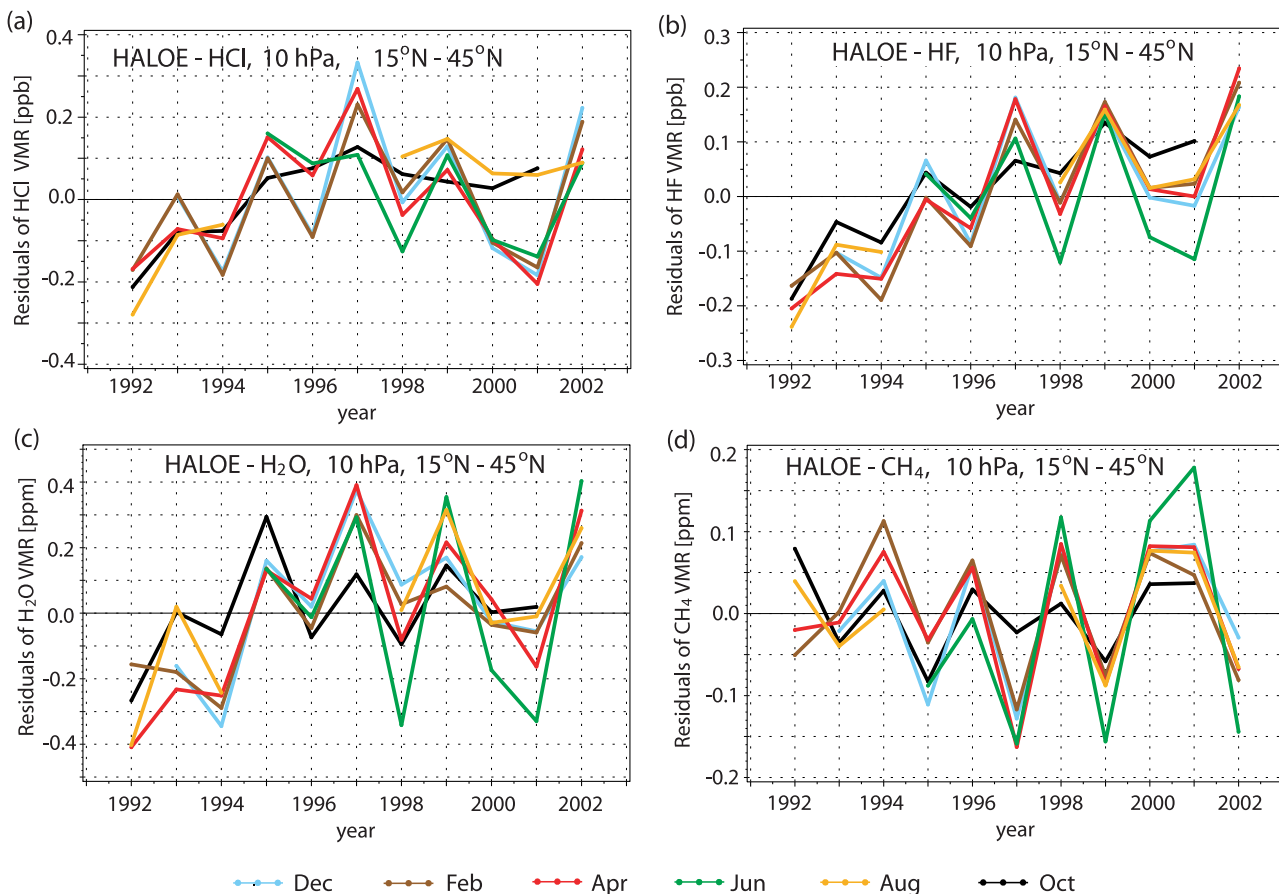 (a)
HALOE - HCl, 10 hPa, 15°N - 45°N
Residuals of HCl VMR [ppb]
0.4
0.2
0.0
-0.2
-0.4
1992 1994 1996 1998 2000 2002
year
(b)
HALOE - HF, 10 hPa, 15°N - 45°N
Residuals of HF VMR [ppb]
0.3
0.2
0.1
0.0
-0.1
-0.2
-0.3
1992 1994 1996 1998 2000 2002
year
(c)
HALOE - H₂O, 10 hPa, 15°N - 45°N
Residuals of H₂O VMR [ppm]
0.4
0.2
0.0
-0.2
-0.4
1992 1994 1996 1998 2000 2002
year
(d)
HALOE - CH₄, 10 hPa, 15°N - 45°N
Residuals of CH₄ VMR [ppm]
0.2
0.1
0.0
-0.1
-0.2
1992 1994 1996 1998 2000 2002
year
Dec Feb Apr Jun Aug Oct